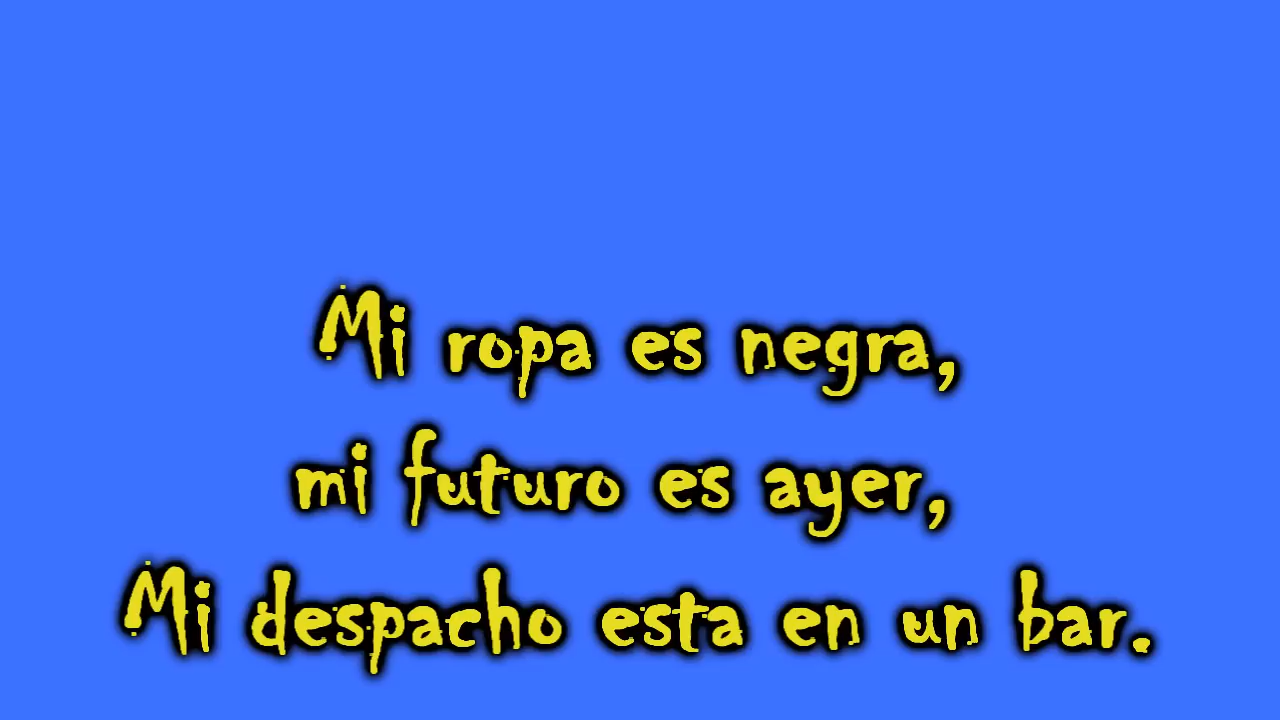 Mi ropa es negra,
mi futuro es ayer,
Mi despacho esta en un bar.